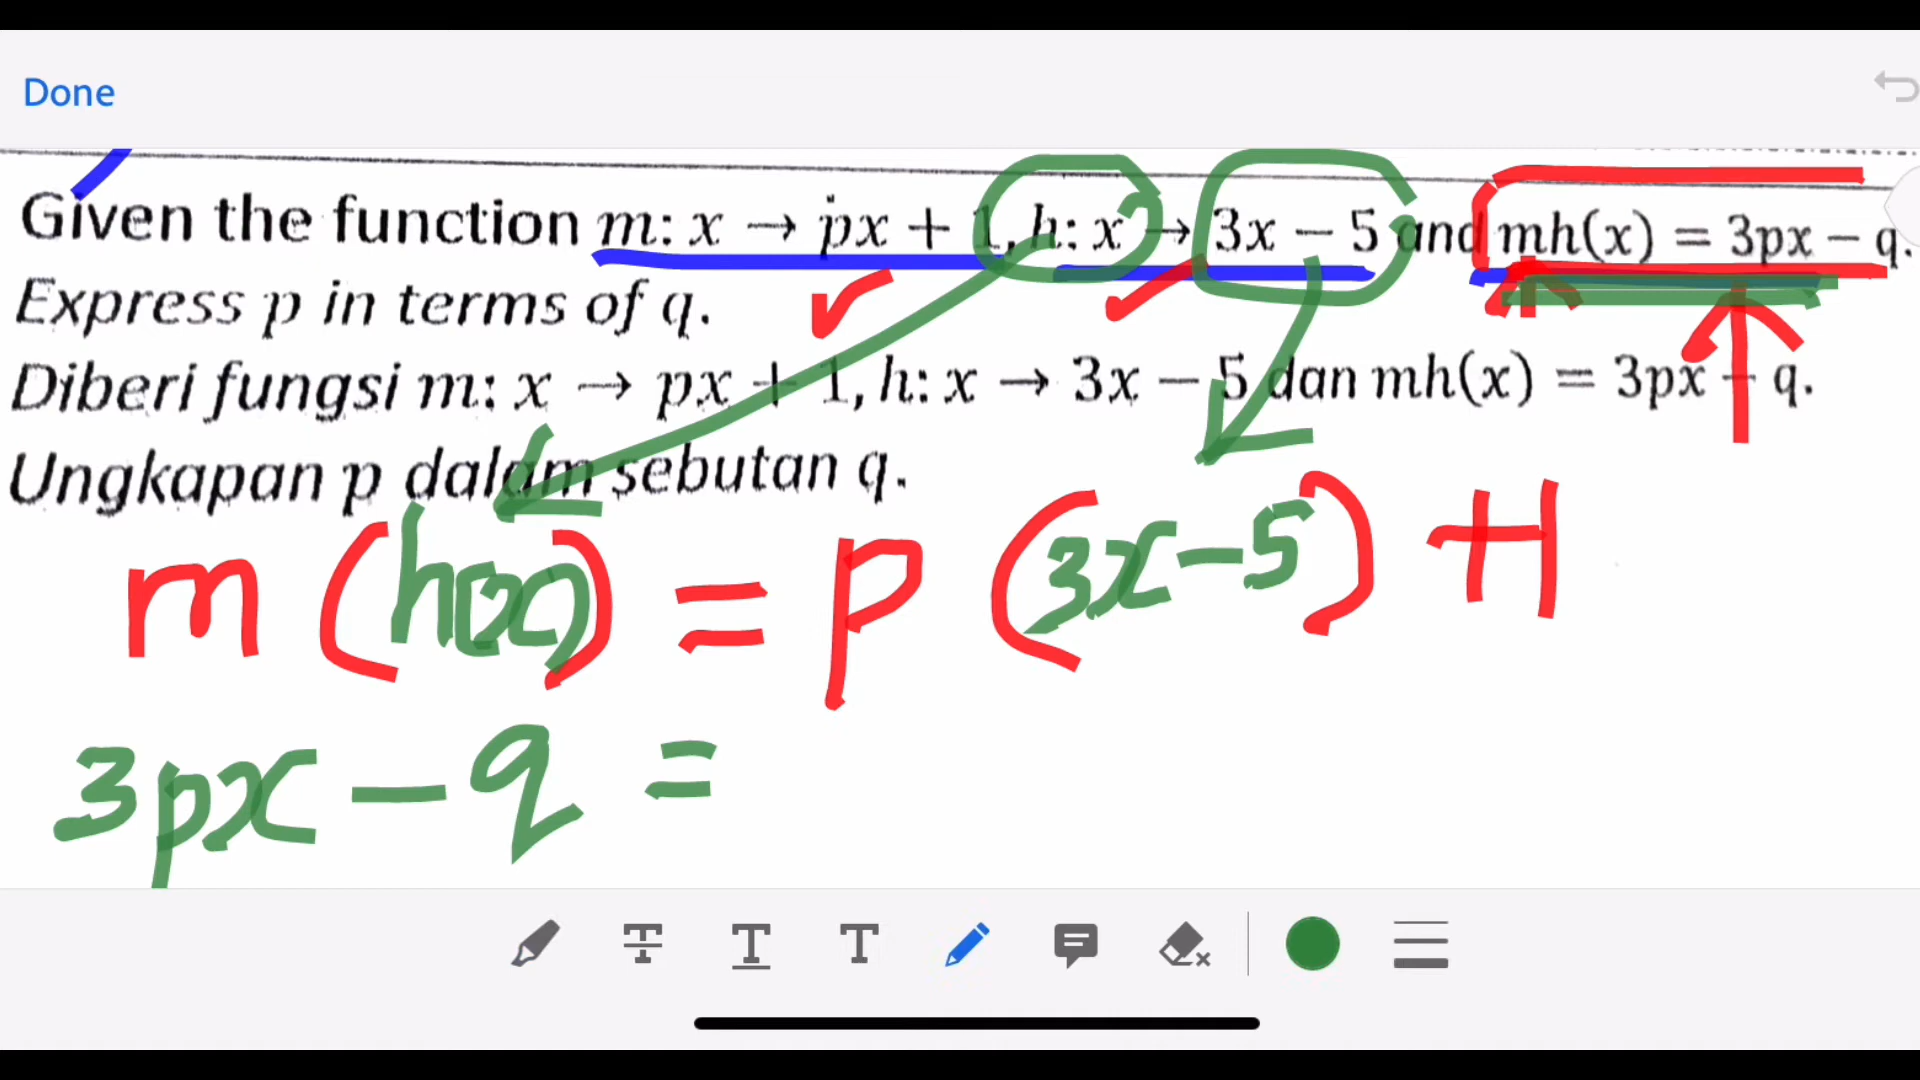 Done
Given the function m: x → px + 1, h: x → 3x − 5 and mh(x) = 3px − q.
Express p in terms of q.
Diberi fungsi m: x → px + 1, h: x → 3x − 5 dan mh(x) = 3px − q.
Ungkapan p dalam sebutan q.
m (h(x)) = p (3x − 5) + 1
3px − q =
T T T